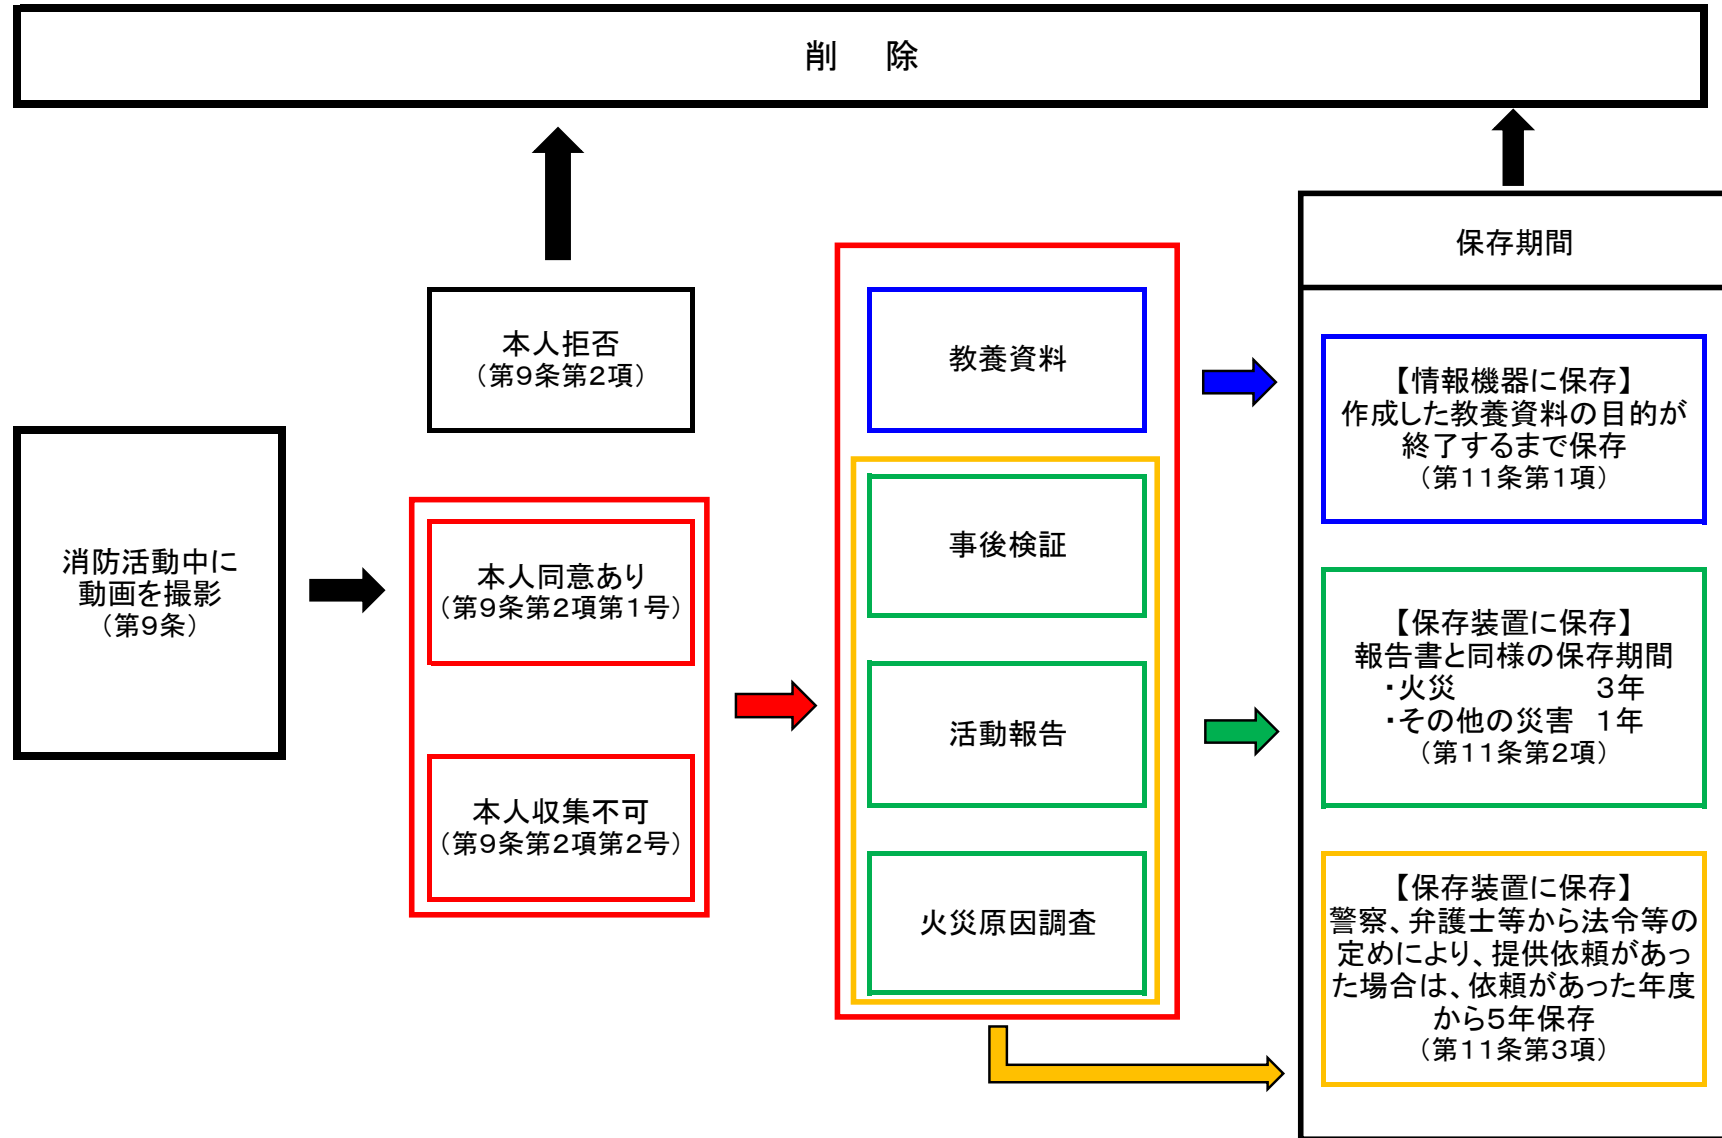 削　除
保存期間
本人拒否
（第９条第２項）
教養資料
【情報機器に保存】
作成した教養資料の目的が
終了するまで保存
（第１１条第１項）
消防活動中に
動画を撮影
（第９条）
本人同意あり
（第９条第２項第１号）
事後検証
【保存装置に保存】
報告書と同様の保存期間
・火災　　　　　３年
・その他の災害　１年
（第１１条第２項）
活動報告
本人収集不可
（第９条第２項第２号）
火災原因調査
【保存装置に保存】
警察、弁護士等から法令等の
定めにより、提供依頼があっ
た場合は、依頼があった年度
から５年保存
（第１１条第３項）